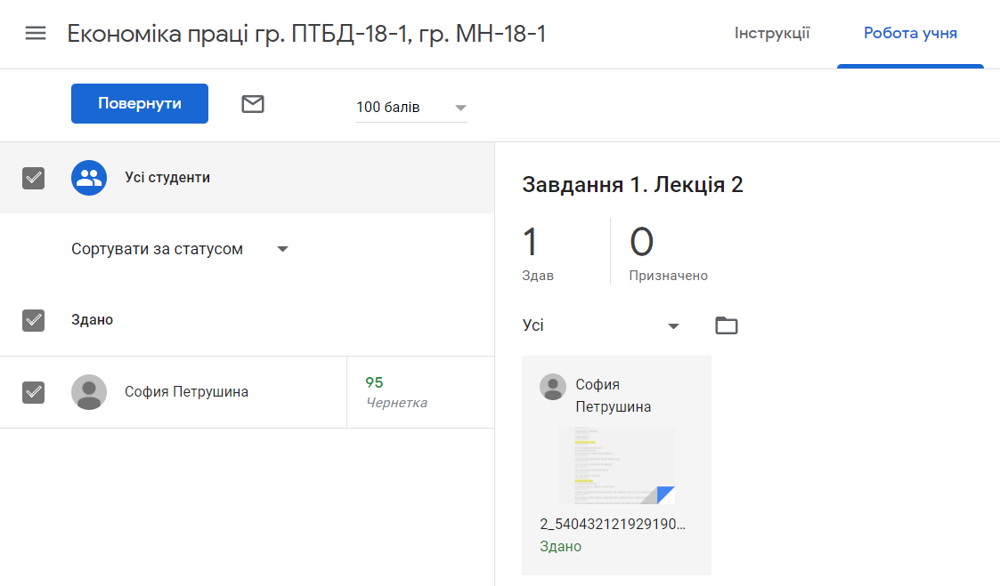 Економіка праці гр. ПТБД-18-1, гр. МН-18-1
Інструкції
Робота учня
Повернути
100 балів
Усі студенти
Сортувати за статусом
Здано
София Петрушина
95
Чернетка
Завдання 1. Лекція 2
1
Здав
0
Призначено
Усі
София
Петрушина
2_540432121929190...
Здано